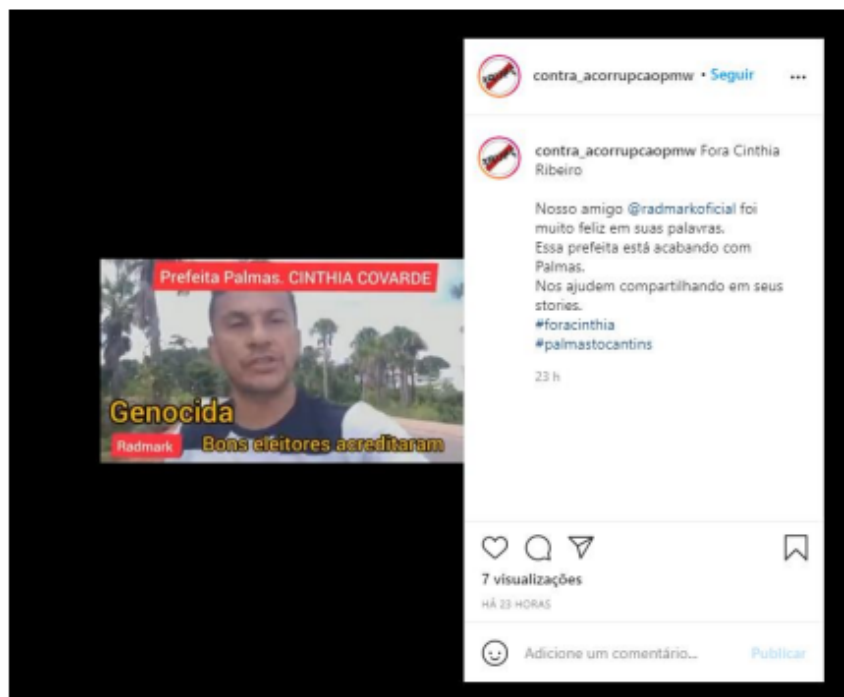 contra_acorrupcaopmw • Seguir
contra_acorrupcaopmw Fora Cinthia
Ribeiro
Nosso amigo @radmarkoficial foi
muito feliz em suas palavras.
Essa prefeita está acabando com
Palmas.
Nos ajudem compartilhando em seus
stories.
#foracinthia
#palmastocantins
23 h
Prefeita Palmas. CINTHIA COVARDE
Genocida
Radmark Bons eleitores acreditaram
7 visualizações
HÁ 23 HORAS
Adicione um comentário... Publicar